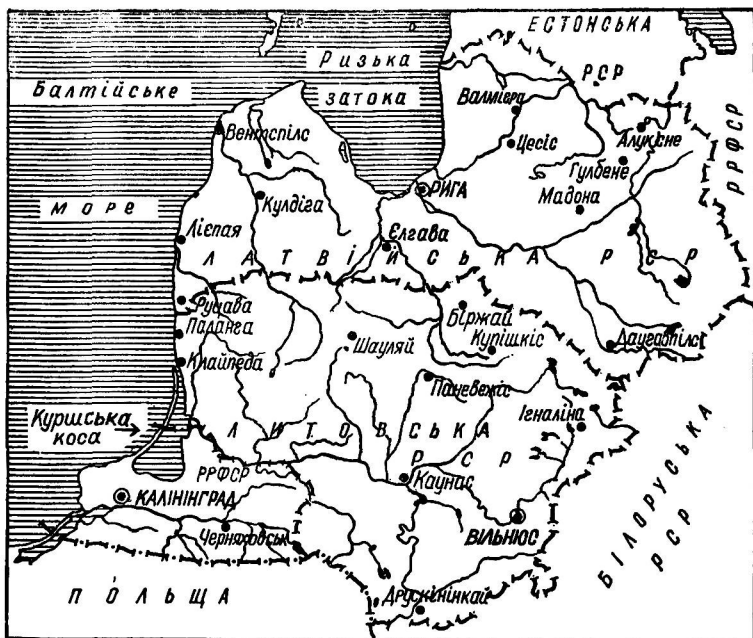 ЕСТОНСЬКА
РСР
Ризька
затока
Балтійське
море
Валмієра
Вентспілс
Цесіс
Алуксне
Гулбене
РРФСР
Кулдіга
РИГА
Мадона
Лієпая
Єлгава
ЛАТВІЙСЬКА РСР
Руцава
Паланга
Клайпеда
Біржай
Купішкіс
Шауляй
Даугавпілс
Паневежіс
Куршська
коса
ЛИТОВСЬКА
РСР
Ігналіна
РРФСР
Каунас
КАЛІНІНГРАД
Черняховськ
ВІЛЬНЮС
БІЛОРУСЬКА
РСР
ПОЛЬЩА
Друскінінкай